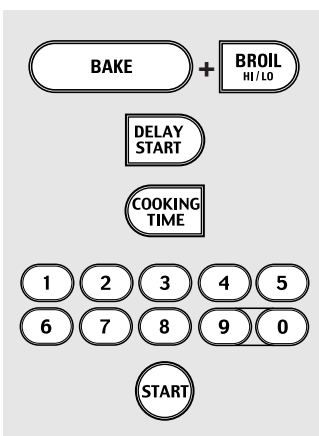 BAKE + BROIL
HI / LO
DELAY
START
COOKING
TIME
1 2 3 4 5
6 7 8 9 0
START